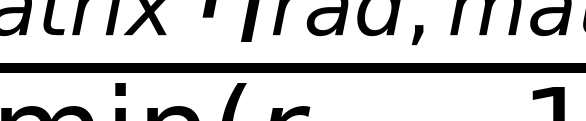 atrix rad, mat
min(r 1